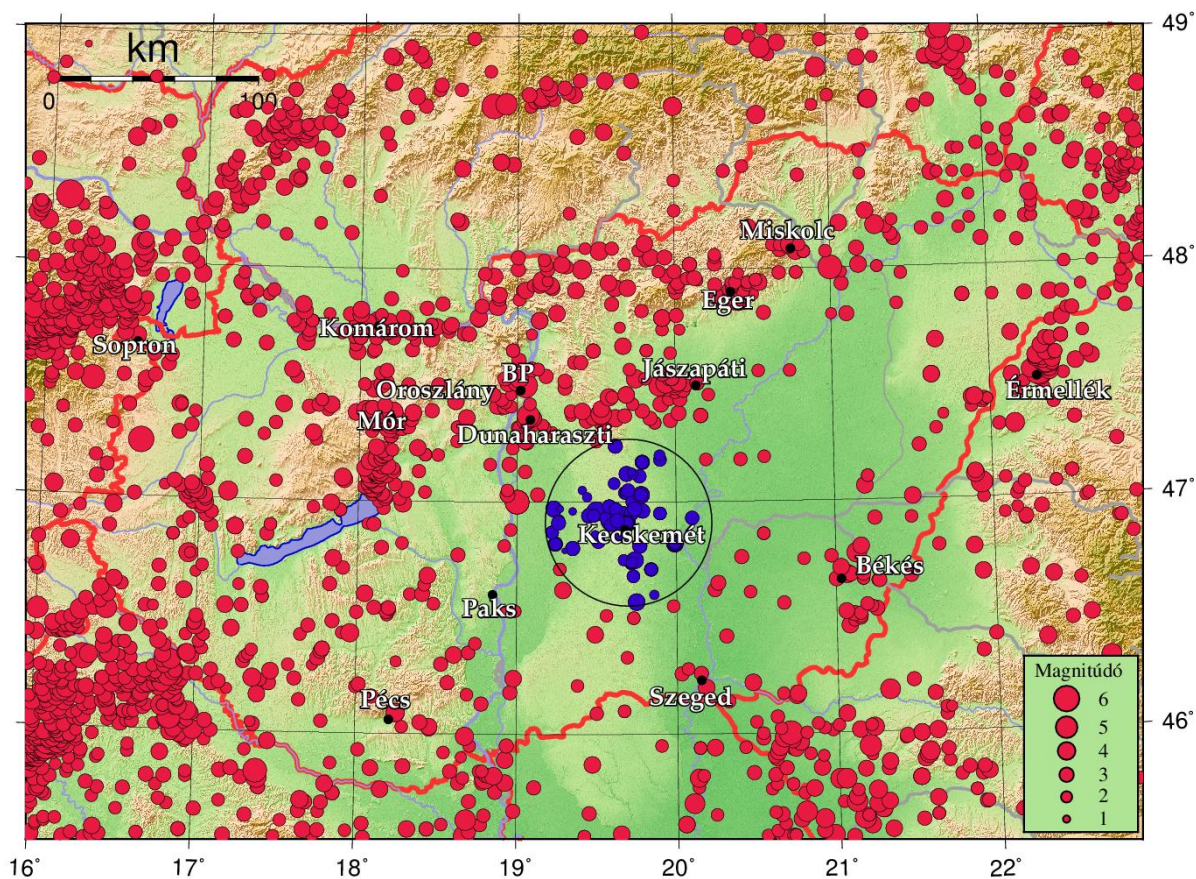 49°
km
0
100
Miskolc
48°
Eger
Komárom
Sopron
BP
Jászapáti
Oroszlány
Érmellék
Mór
Dunaharaszti
47°
Kecskemét
Békés
Paks
Pécs
Szeged
46°
Magnitúdó
6
5
4
3
2
1
16°
17°
18°
19°
20°
21°
22°